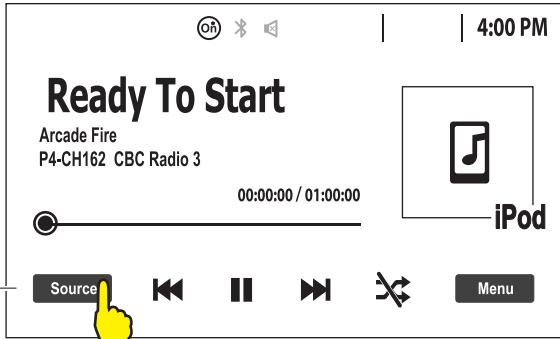 On 4:00 PM
Ready To Start
Arcade Fire
P4-CH162 CBC Radio 3
00:00:00 / 01:00:00
iPod
Source Menu